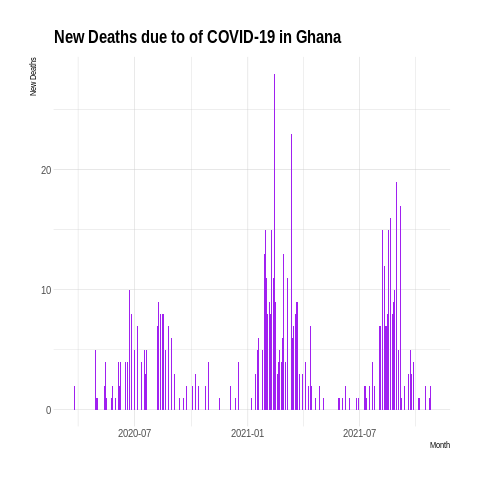 New Deaths due to of COVID-19 in Ghana
New Deaths
20
10
0
2020-07
2021-01
2021-07
Month